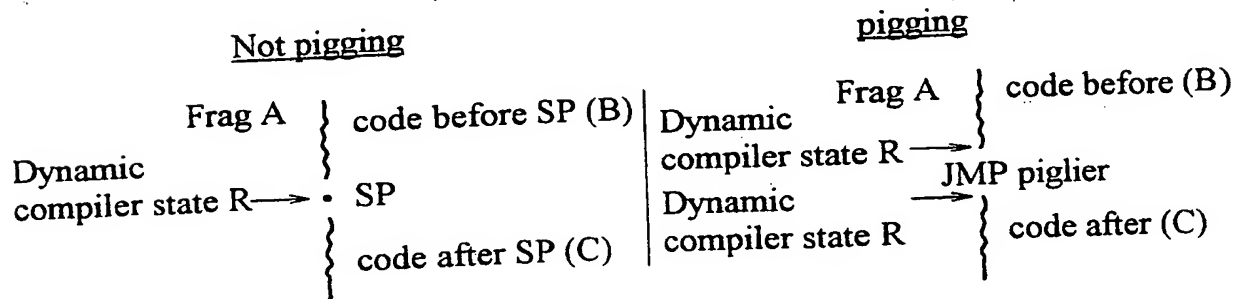 Not pigging
Frag A
code before SP (B)
Dynamic
compiler state R
SP
code after SP (C)
pigging
Frag A
code before (B)
Dynamic
compiler state R
JMP piglier
Dynamic
compiler state R
code after (C)